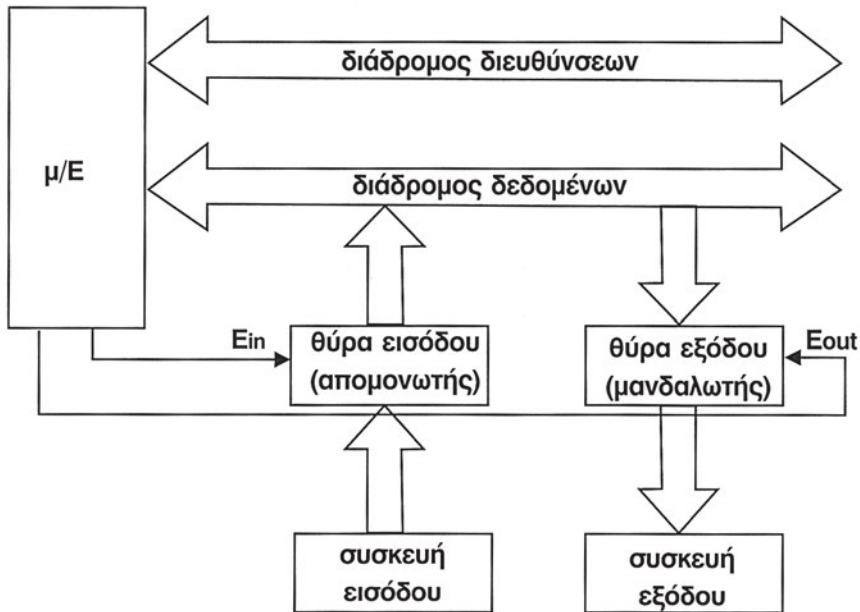 διάδρομος διευθύνσεων
μ/Ε
διάδρομος δεδομένων
Ein
θύρα εισόδου
(απομονωτής)
θύρα εξόδου
(μανδαλωτής)
Eout
συσκευή
εισόδου
συσκευή
εξόδου